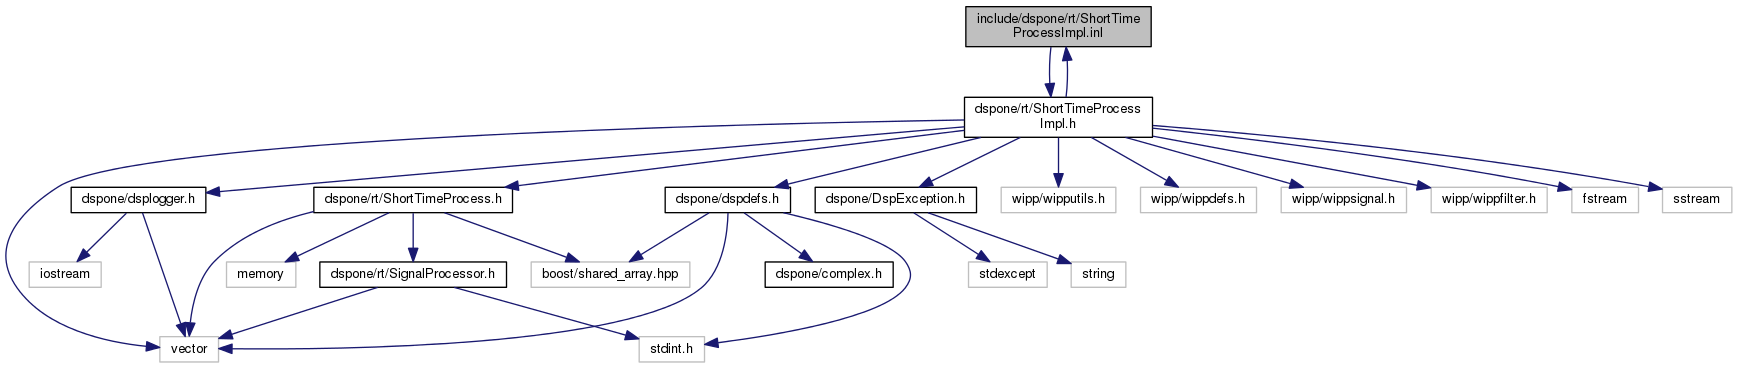 include/dspone/rt/ShortTime
ProcessImpl.inl
dspone/rt/ShortTimeProcess
Impl.h
dspone/dsplogger.h
dspone/rt/ShortTimeProcess.h
dspone/dspdefs.h
dspone/DspException.h
wipp/wipputils.h
wipp/wippdefs.h
wipp/wippsignal.h
wipp/wippfilter.h
fstream
sstream
iostream
memory
dspone/rt/SignalProcessor.h
boost/shared_array.hpp
dspone/complex.h
stdexcept
string
vector
stdint.h